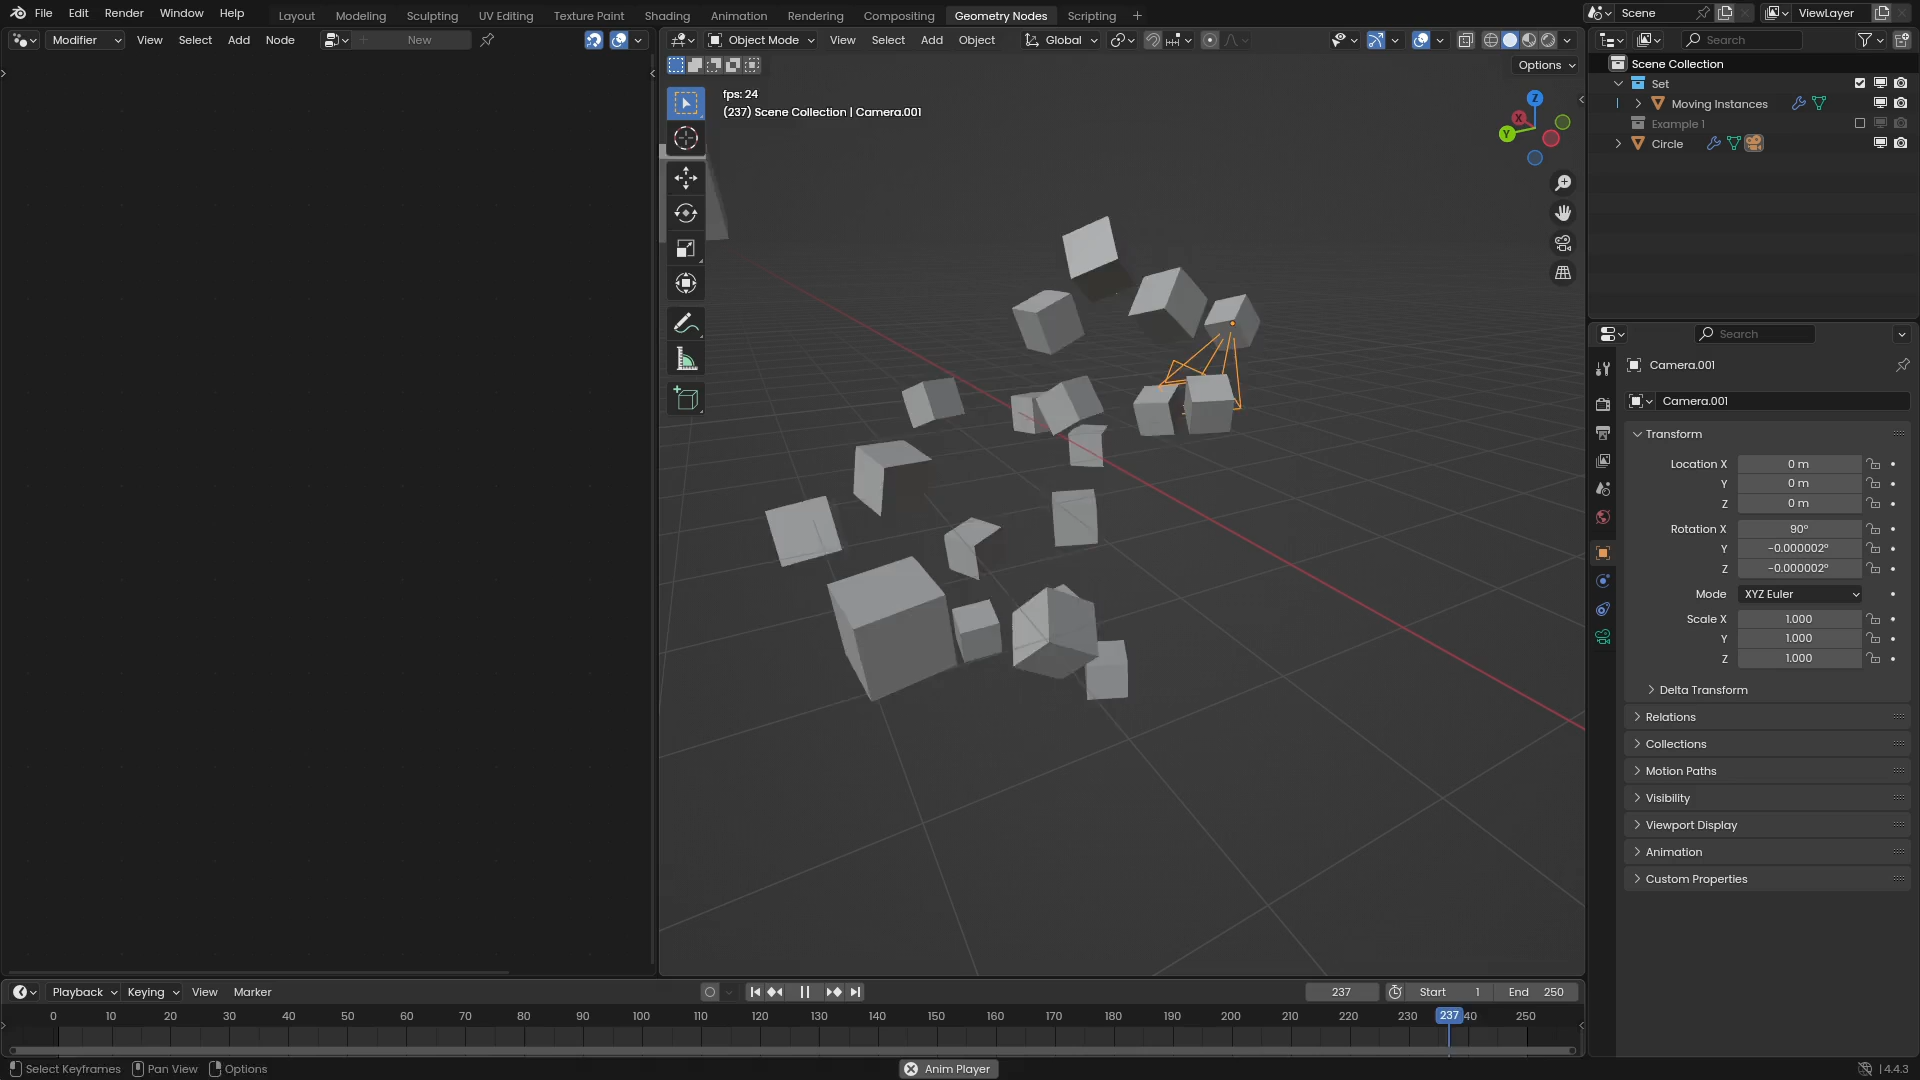 File Edit Render Window Help Layout Modeling Sculpting UV Editing Texture Paint Shading Animation Rendering Compositing Geometry Nodes Scripting + Scene ViewLayer
Modifier View Select Add Node New Object Mode View Select Add Object Global Search
Options
Scene Collection
Set
Moving Instances
Example 1
Circle
fps: 24
(237) Scene Collection | Camera.001
Z
X
Y
Search
Camera.001
Camera.001
Transform
Location X 0 m
Y 0 m
Z 0 m
Rotation X 90°
Y -0.000002°
Z -0.000002°
Mode XYZ Euler
Scale X 1.000
Y 1.000
Z 1.000
Delta Transform
Relations
Collections
Motion Paths
Visibility
Viewport Display
Animation
Custom Properties
Playback Keying View Marker 237 Start 1 End 250
0 10 20 30 40 50 60 70 80 90 100 110 120 130 140 150 160 170 180 190 200 210 220 230 237 40 250
Select Keyframes Pan View Options Anim Player 4.4.3